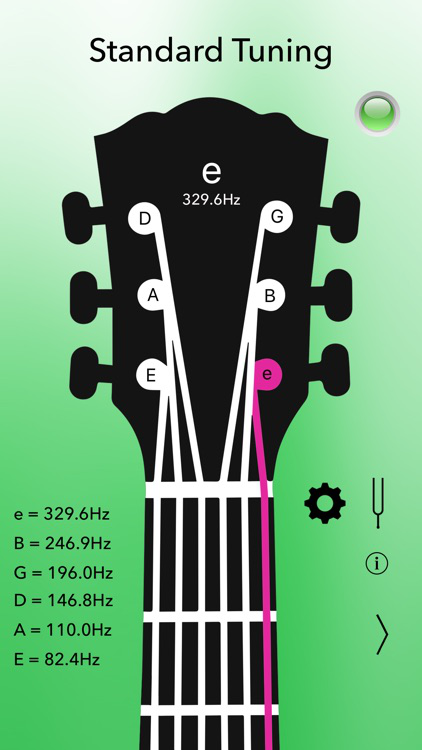 Standard Tuning
e
329.6Hz
D
G
A
B
E
e
e = 329.6Hz
B = 246.9Hz
G = 196.0Hz
D = 146.8Hz
A = 110.0Hz
E = 82.4Hz
i